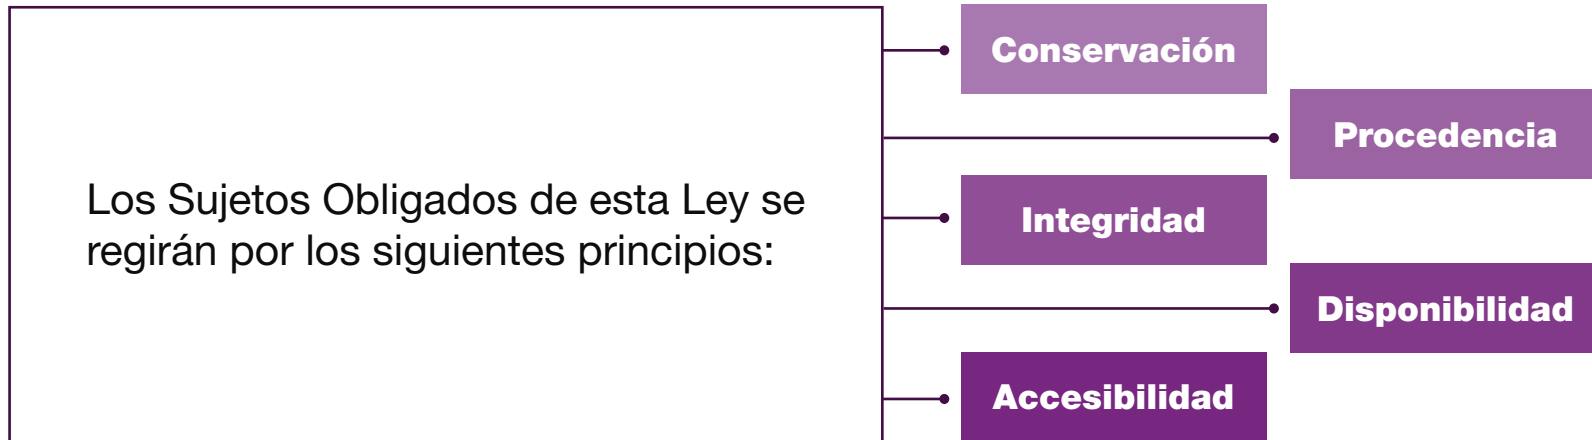 Los Sujetos Obligados de esta Ley se
regirán por los siguientes principios:
Conservación
Procedencia
Integridad
Disponibilidad
Accesibilidad